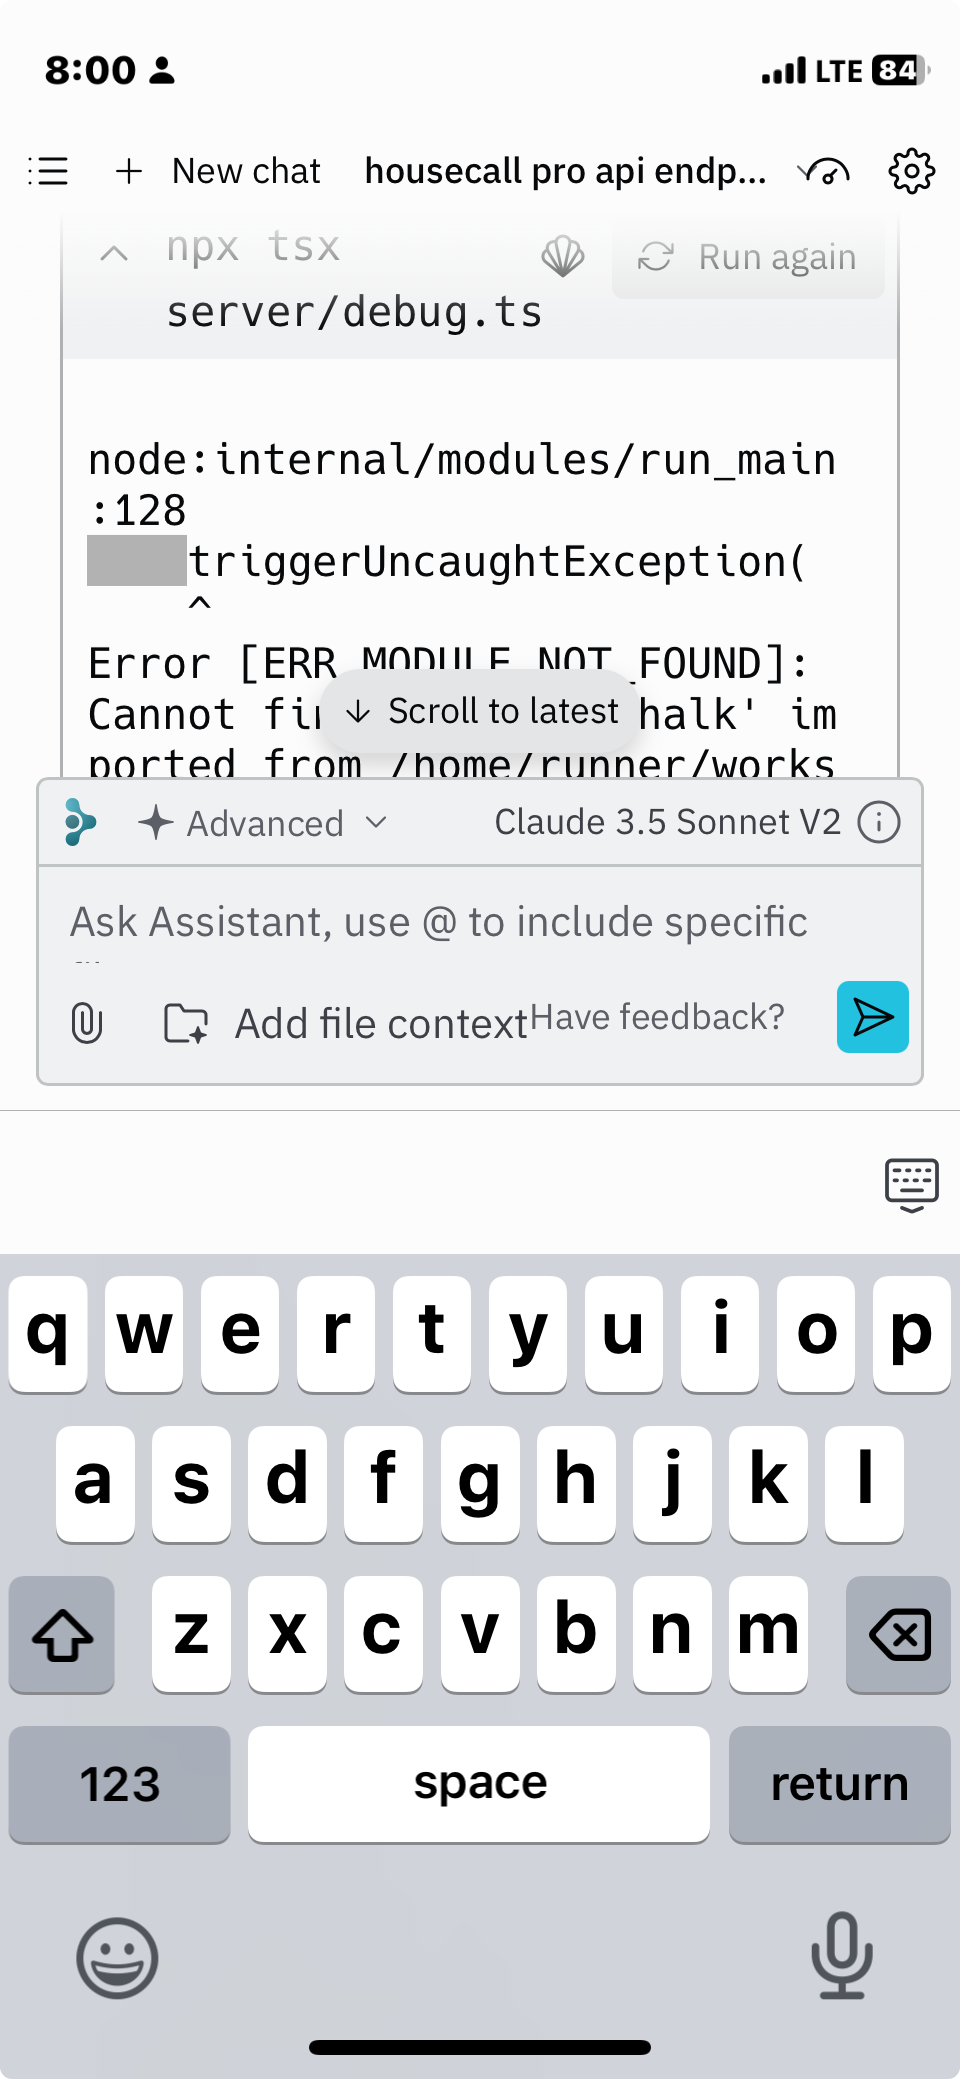 8:00 LTE 84
New chat housecall pro api endp...
npx tsx Run again
server/debug.ts
node:internal/modules/run_main
:128
triggerUncaughtException(
^
Error [ERR_MODULE_NOT_FOUND]:
Cannot halk' im
Scroll to latest
ported from /home/runner/works
Advanced Claude 3.5 Sonnet V2
Ask Assistant, use @ to include specific
Add file context Have feedback?
q w e r t y u i o p
a s d f g h j k l
z x c v b n m
123 space return